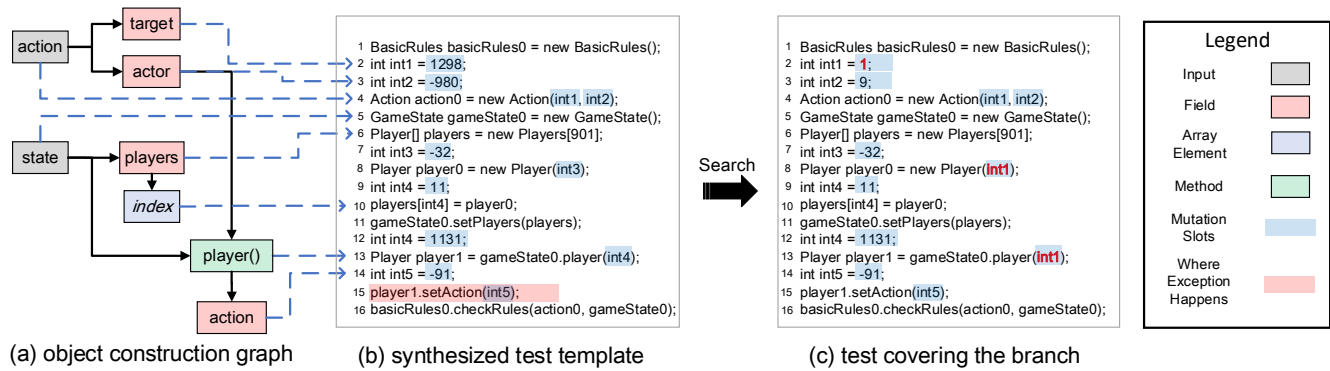 target
action
actor
state
players
index
player()
action
(a) object construction graph
1 BasicRules basicRules0 = new BasicRules();
2 int int1 = 1298;
3 int int2 = -980;
4 Action action0 = new Action(int1, int2);
5 GameState gameState0 = new GameState();
6 Player[] players = new Players[901];
7 int int3 = -32;
8 Player player0 = new Player(int3);
9 int int4 = 11;
10 players[int4] = player0;
11 gameState0.setPlayers(players);
12 int int4 = 1131;
13 Player player1 = gameState0.player(int4);
14 int int5 = -91;
15 player1.setAction(int5);
16 basicRules0.checkRules(action0, gameState0);
(b) synthesized test template
Search
1 BasicRules basicRules0 = new BasicRules();
2 int int1 = 1;
3 int int2 = 9;
4 Action action0 = new Action(int1, int2);
5 GameState gameState0 = new GameState();
6 Player[] players = new Players[901];
7 int int3 = -32;
8 Player player0 = new Player(int1);
9 int int4 = 11;
10 players[int4] = player0;
11 gameState0.setPlayers(players);
12 int int4 = 1131;
13 Player player1 = gameState0.player(int1);
14 int int5 = -91;
15 player1.setAction(int5);
16 basicRules0.checkRules(action0, gameState0);
(c) test covering the branch
Legend
Input
Field
Array
Element
Method
Mutation
Slots
Where
Exception
Happens